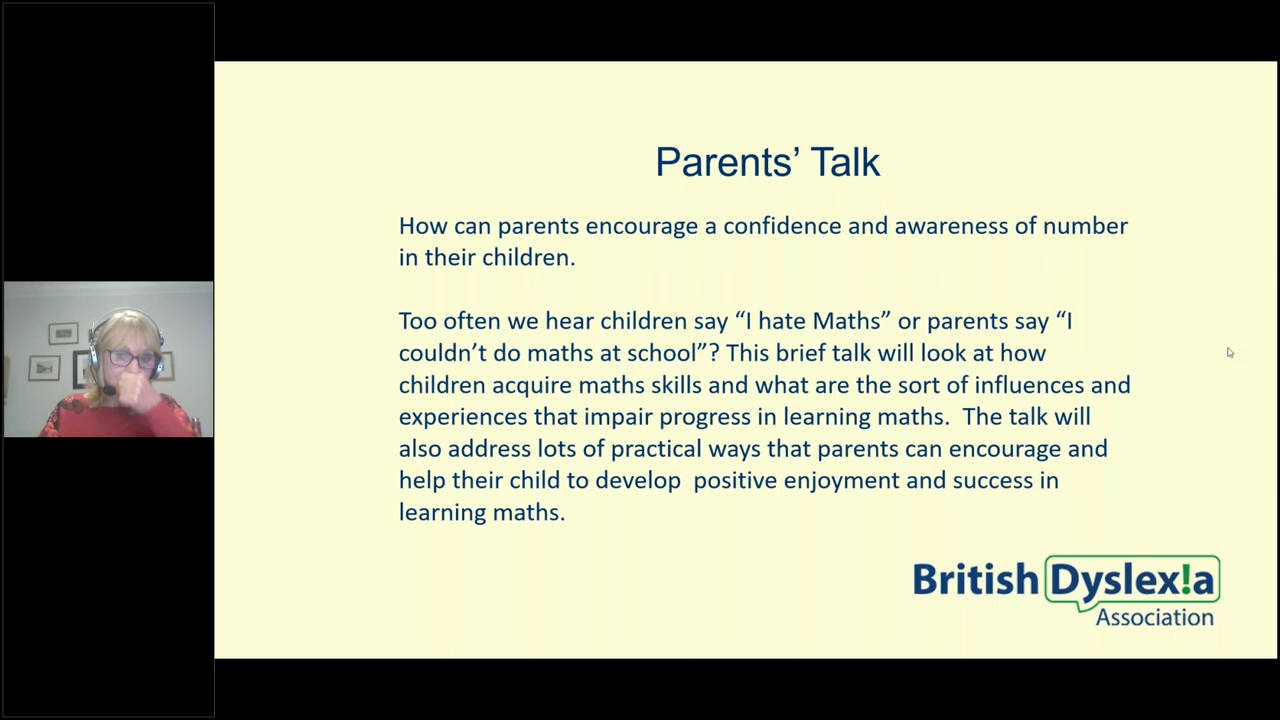 Parents’ Talk
How can parents encourage a confidence and awareness of number
in their children.
Too often we hear children say “I hate Maths” or parents say “I
couldn’t do maths at school”? This brief talk will look at how
children acquire maths skills and what are the sort of influences and
experiences that impair progress in learning maths.  The talk will
also address lots of practical ways that parents can encourage and
help their child to develop  positive enjoyment and success in
learning maths.
British Dyslex!a
Association